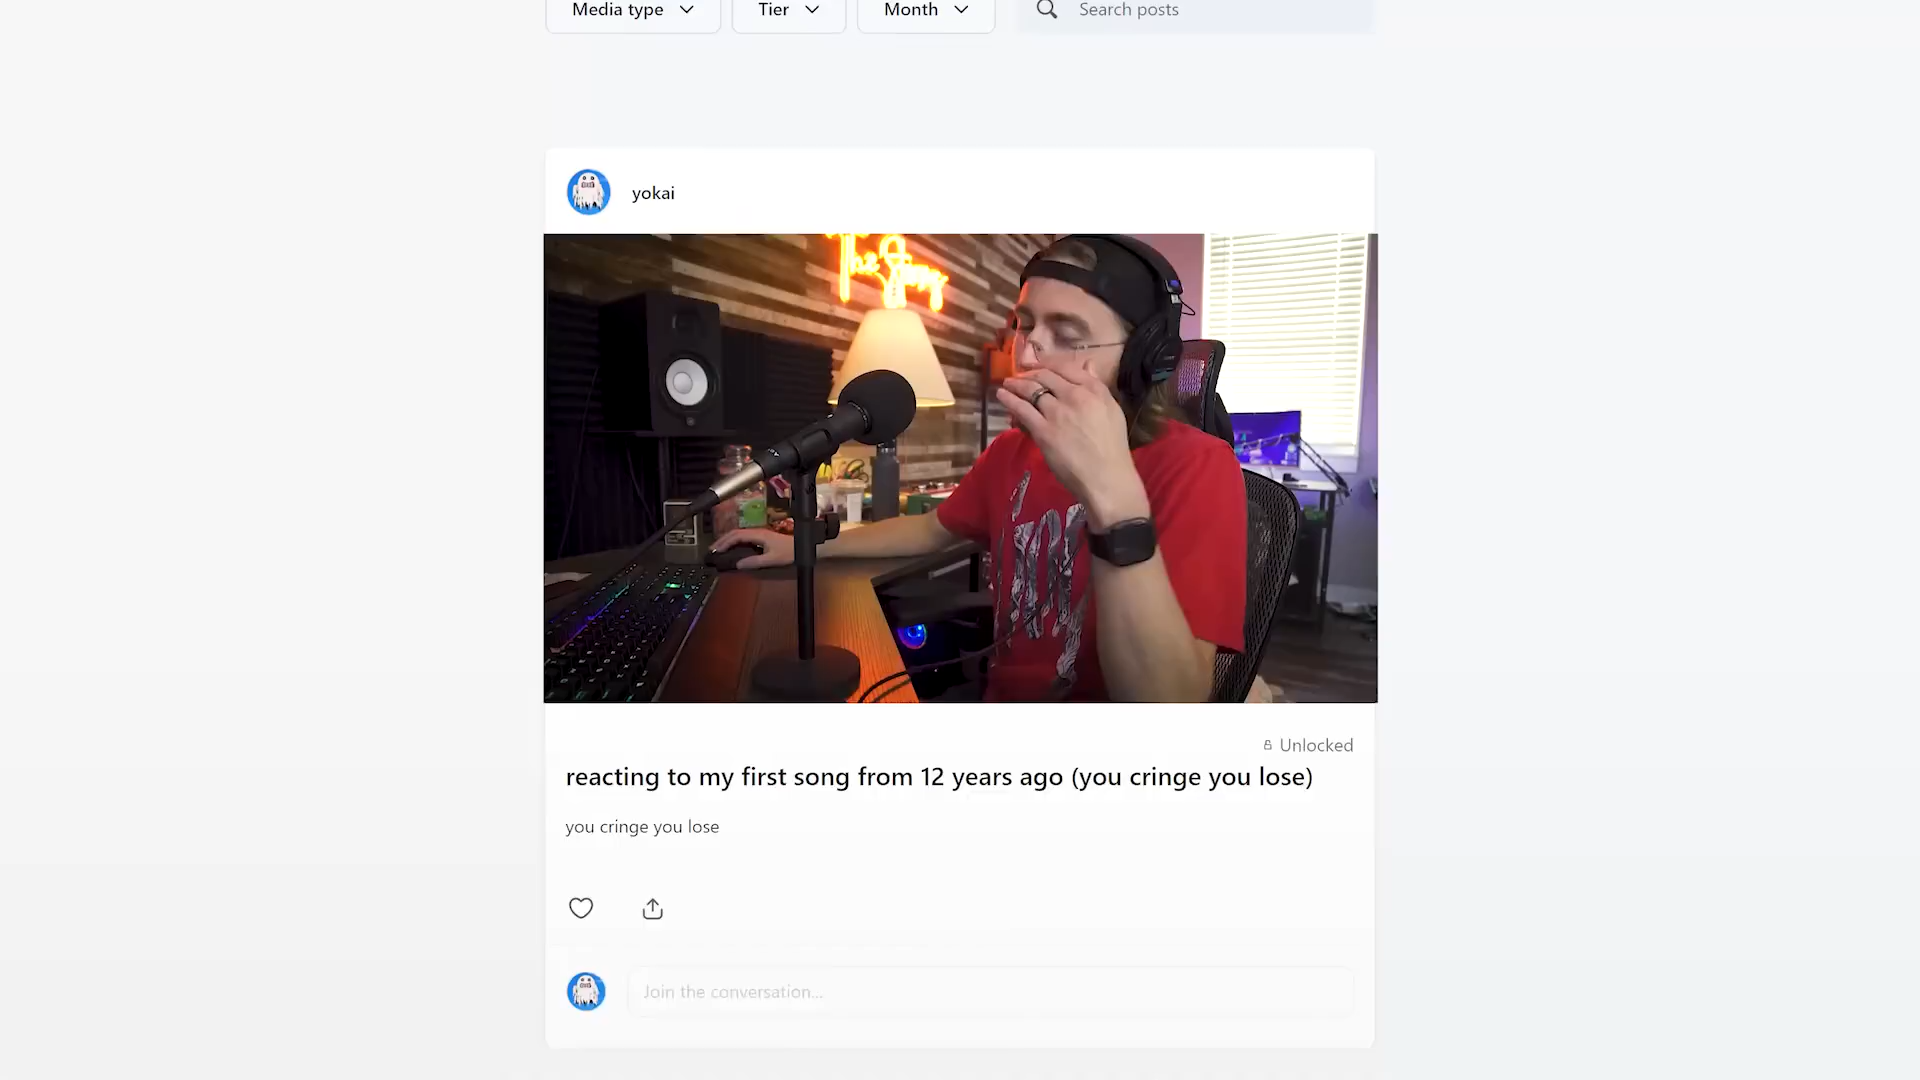 Media type
Tier
Month
Search posts
yokai
Unlocked
reacting to my first song from 12 years ago (you cringe you lose)
you cringe you lose
Join the conversation...